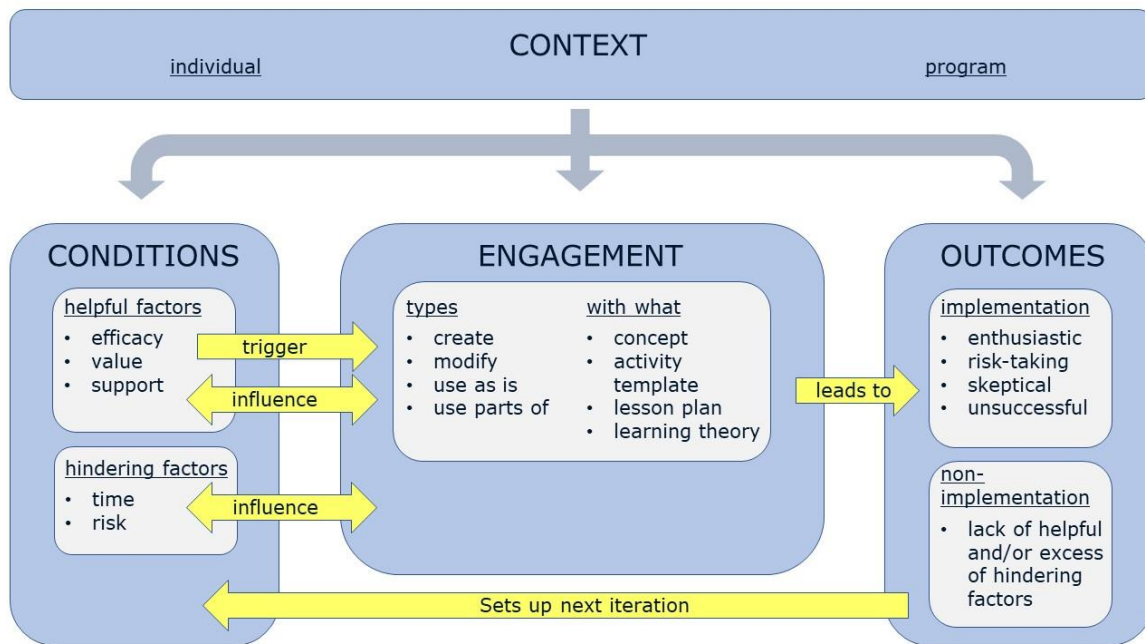 CONTEXT
individual
program
CONDITIONS
helpful factors
• efficacy
• value
• support
hindering factors
• time
• risk
trigger
influence
influence
ENGAGEMENT
types
• create
• modify
• use as is
• use parts of
with what
• concept
• activity
template
• lesson plan
• learning theory
leads to
OUTCOMES
implementation
• enthusiastic
• risk-taking
• skeptical
• unsuccessful
non-
implementation
• lack of helpful
and/or excess
of hindering
factors
Sets up next iteration